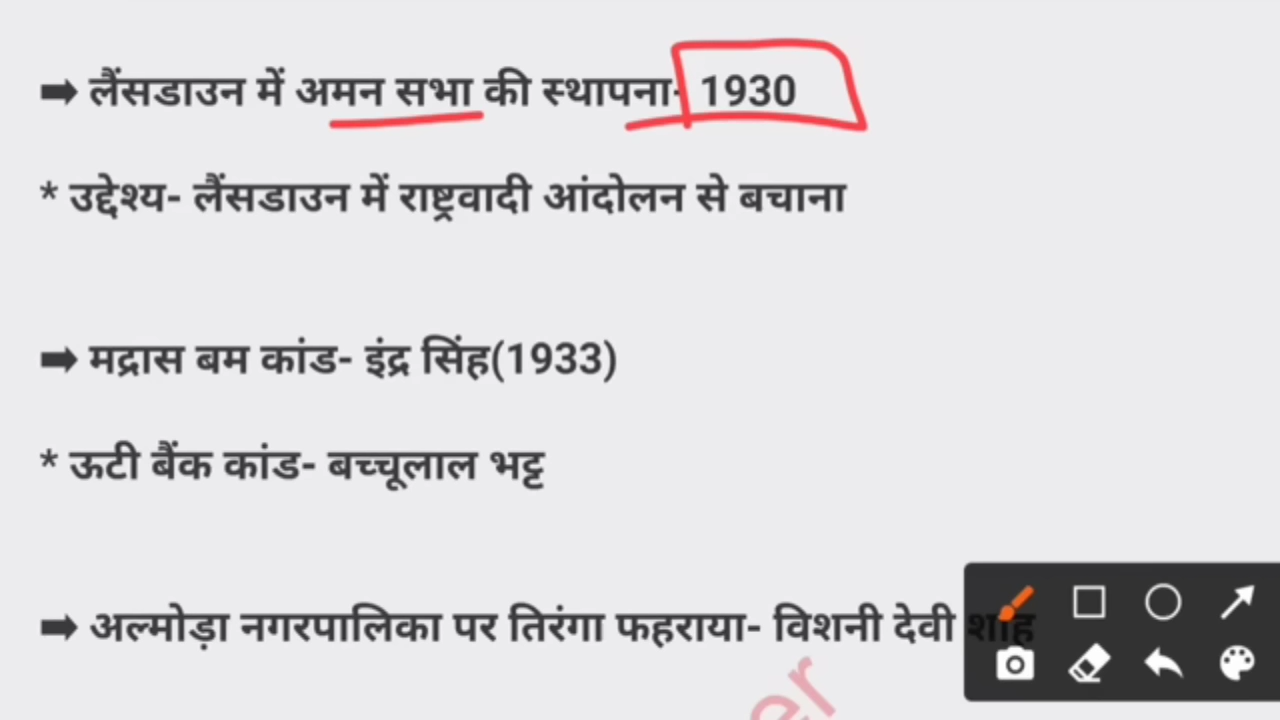 ➡ लैंसडाउन में अमन सभा की स्थापना- 1930
* उद्देश्य- लैंसडाउन में राष्ट्रवादी आंदोलन से बचाना
➡ मद्रास बम कांड- इंद्र सिंह(1933)
* ऊटी बैंक कांड- बच्चूलाल भट्ट
➡ अल्मोड़ा नगरपालिका पर तिरंगा फहराया- विशनी देवी शाह
er